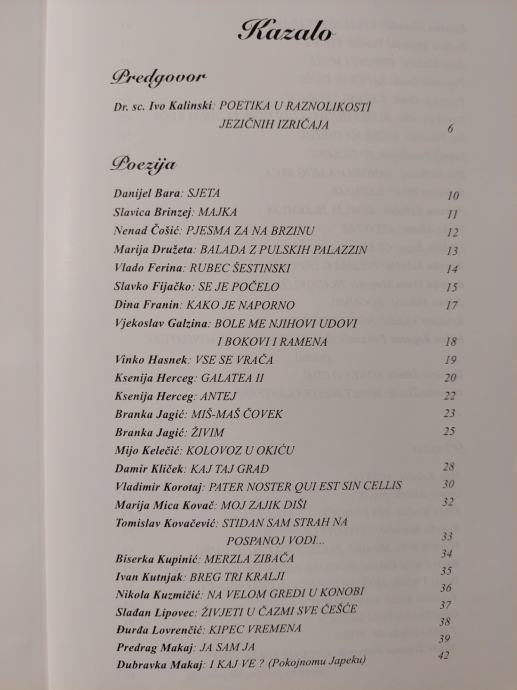 Kazalo
Predgovor
Dr. sc. Ivo Kalinski: POETIKA U RAZNOLIKOSTI
JEZIČNIH IZRIČAJA 6
Poezija
Danijel Bara: SJETA 10
Slavica Brinzej: MAJKA 11
Nenad Čošić: PJESMA ZA NA BRZINU 12
Marija Družeta: BALADA Z PULSKIH PALAZZIN 13
Vlado Ferina: RUBEC ŠESTINSKI 14
Slavko Fijačko: SE JE POČELO 15
Dina Franin: KAKO JE NAPORNO 17
Vjekoslav Galzina: BOLE ME NJIHOVI UDOVI
I BOKOVI I RAMENA 18
Vinko Hasnek: VSE SE VRAČA 19
Ksenija Herceg: GALATEA II 20
Ksenija Herceg: ANTEJ 22
Branka Jagić: MIŠ-MAŠ ČOVEK 23
Branka Jagić: ŽIVIM 25
Mijo Kelečić: KOLOVOZ U OKIĆU
Damir Kliček: KAJ TAJ GRAD 28
Vladimir Korotaj: PATER NOSTER QUI EST SIN CELLIS 30
Marija Mica Kovač: MOJ ZAJIK DIŠI 32
Tomislav Kovačević: STIDAN SAM STRAH NA
POSPANOJ VODI... 33
Biserka Kupinić: MERZLA ZIBAČA 34
Ivan Kutnjak: BREG TRI KRALJI 35
Nikola Kuzmičić: NA VELOM GREDI U KONOBI 36
Slađan Lipovec: ŽIVJETI U ČAZMI SVE ČEŠĆE 37
Đurđa Lovrenčić: KIPEC VREMENA 38
Predrag Makaj: JA SAM JA 39
Dubravka Makaj: I KAJ VE ? (Pokojnomu Japeku) 42